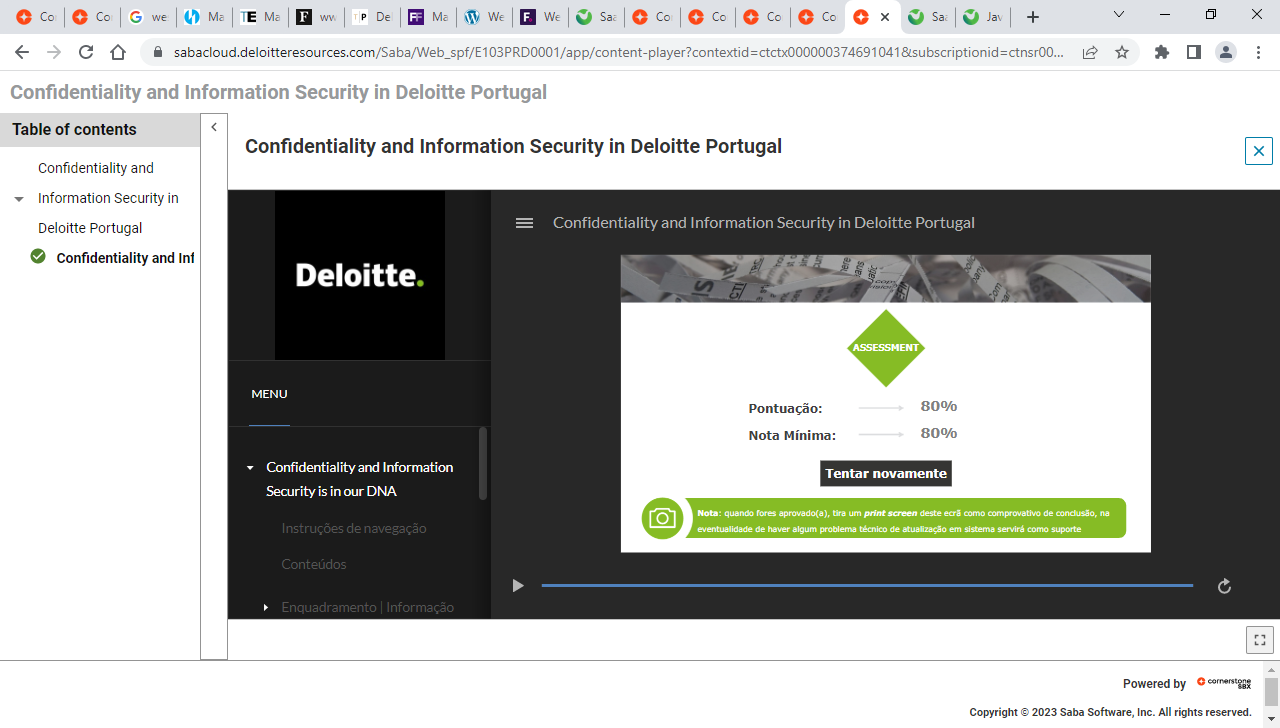 Co
Co
we
Ma
Ma
ww
De
Ma
We
We
Saa
Co
Co
Co
Co
Saa
Jav
sabacloud.deloitteresources.com/Saba/Web_spf/E103PRD0001/app/content-player?contextid=ctctx000000374691041&subscriptionid=ctnsr00...
Confidentiality and Information Security in Deloitte Portugal
Table of contents
Confidentiality and
Information Security in
Deloitte Portugal
Confidentiality and Inf
Confidentiality and Information Security in Deloitte Portugal
Deloitte.
MENU
Confidentiality and Information
Security is in our DNA
Instruções de navegação
Conteúdos
Enquadramento | Informação
Confidentiality and Information Security in Deloitte Portugal
ASSESSMENT
Pontuação: 80%
Nota Mínima: 80%
Tentar novamente
Nota: quando fores aprovado(a), tira um print screen deste ecrã como comprovativo de conclusão, na
eventualidade de haver algum problema técnico de atualização em sistema servirá como suporte
Powered by cornerstone
SBX
Copyright © 2023 Saba Software, Inc. All rights reserved.